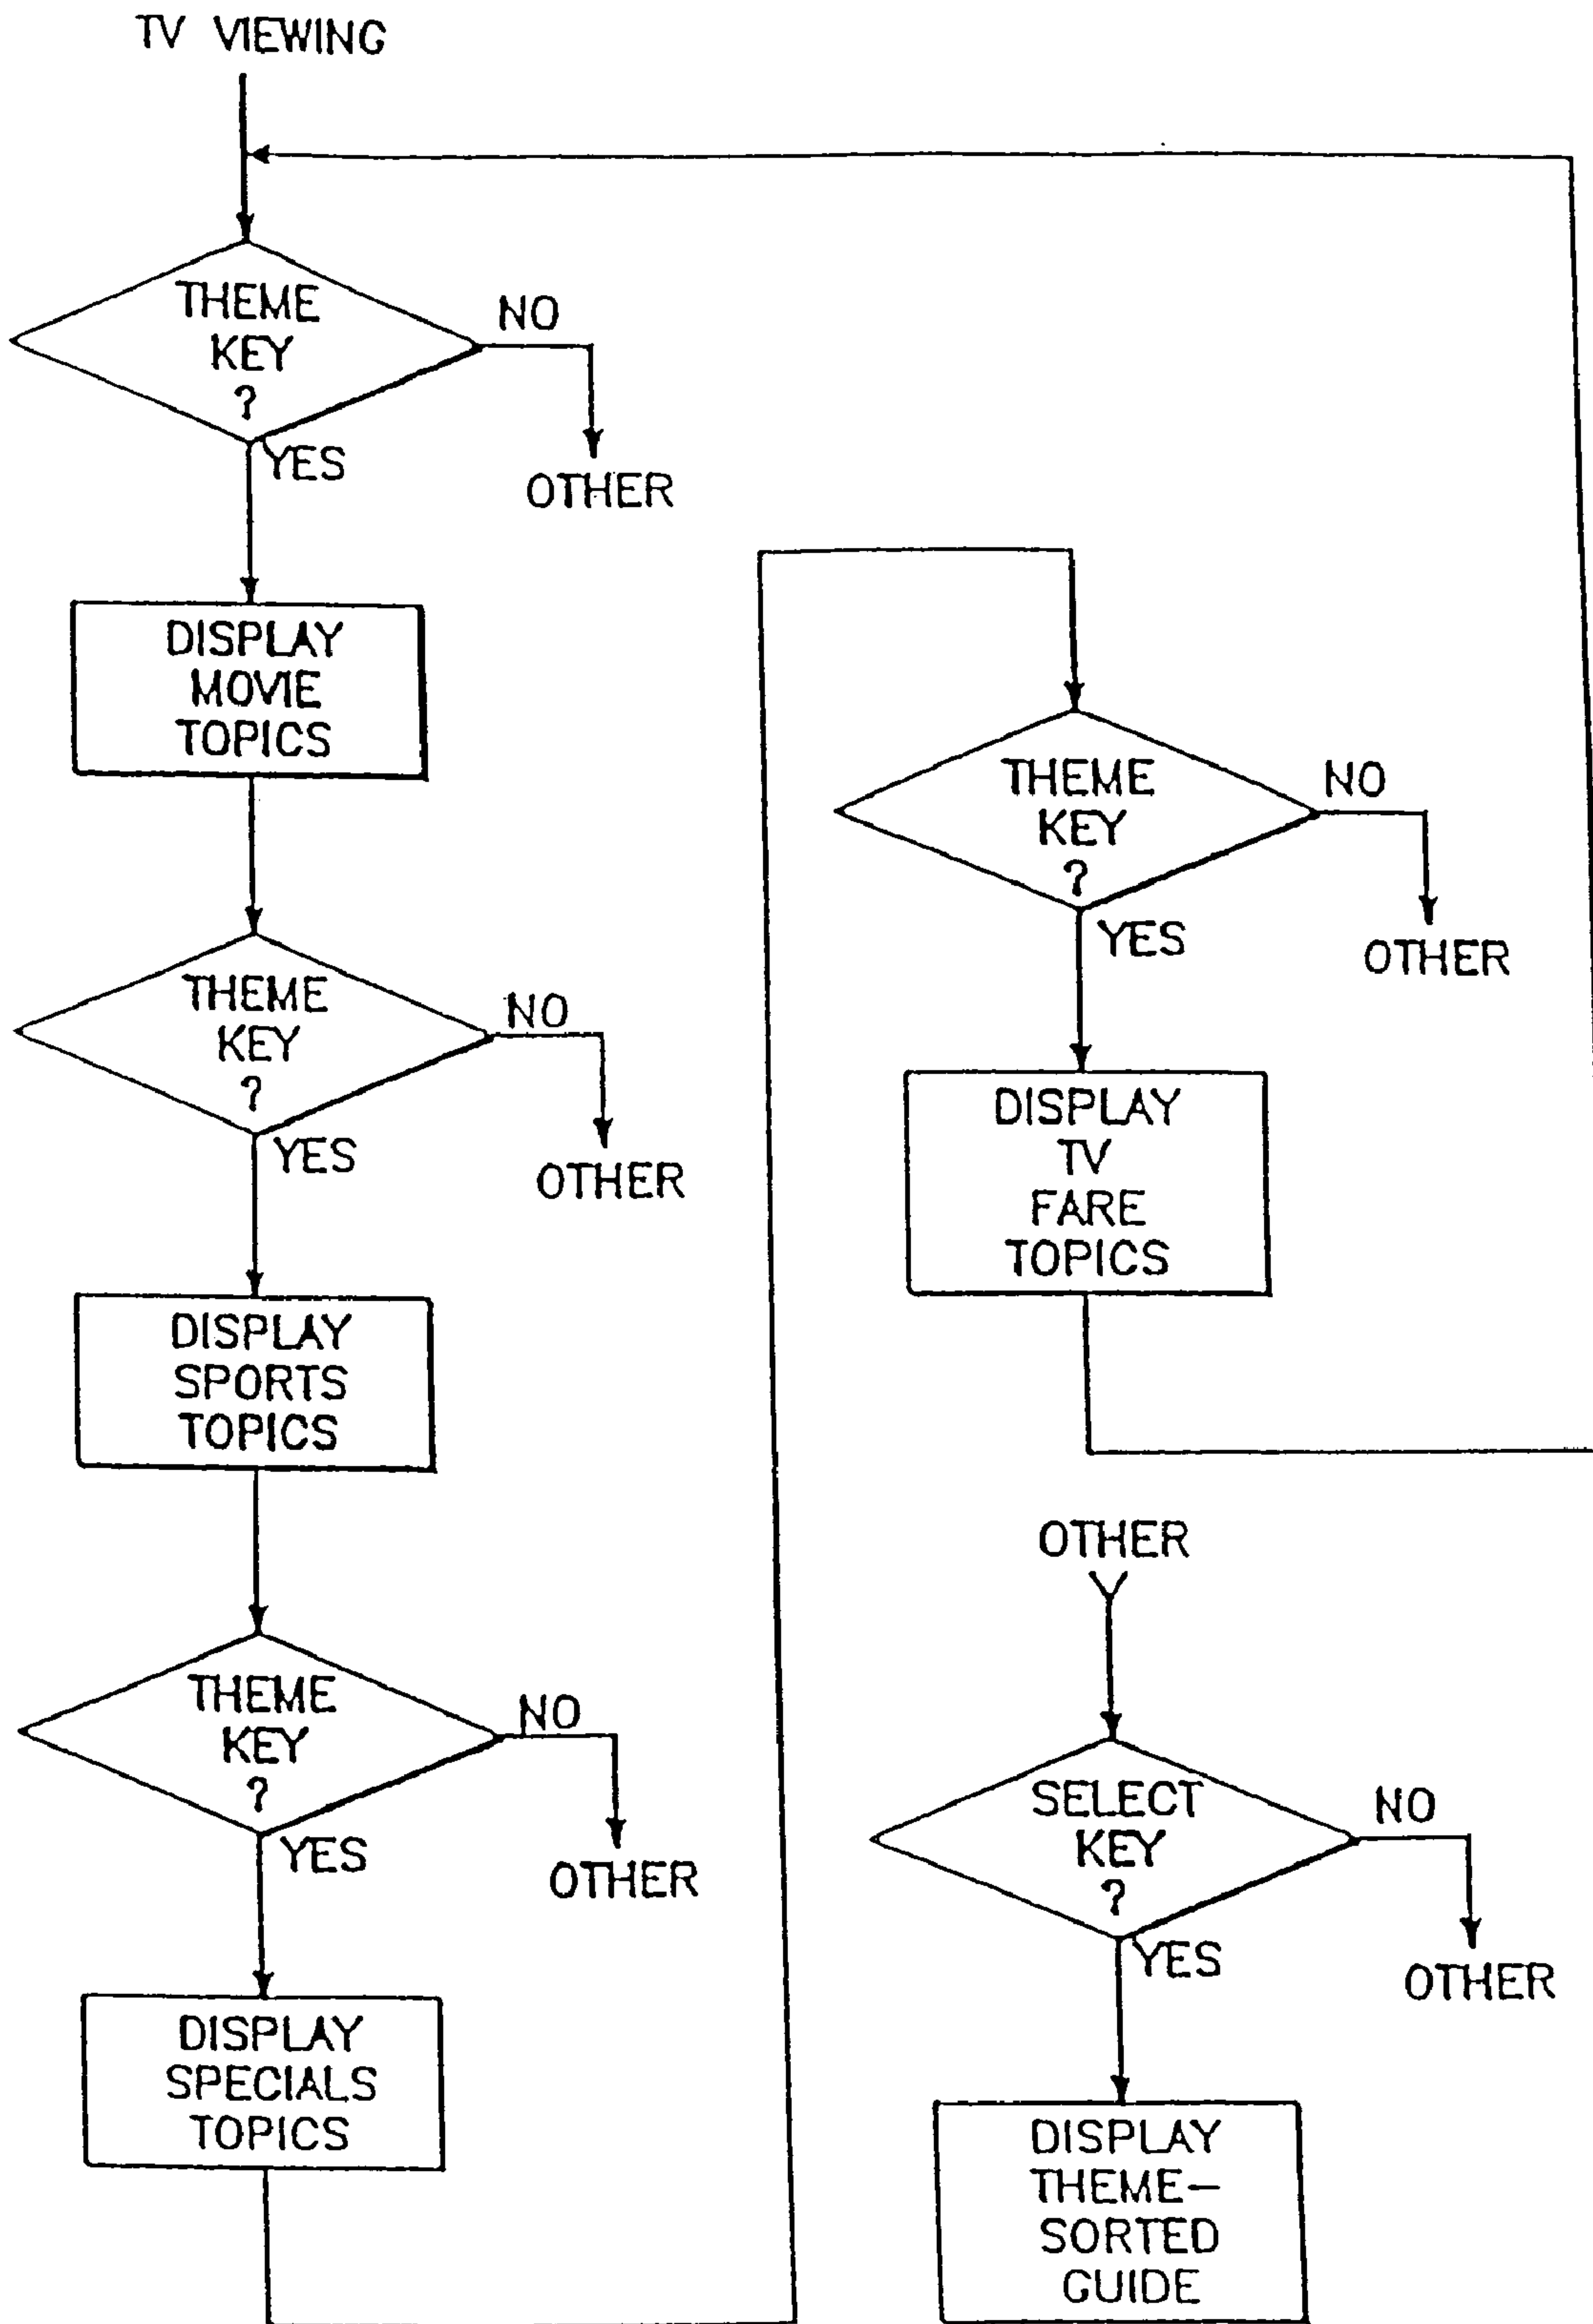 TV VIEWING
THEME
KEY
?
NO
YES
OTHER
DISPLAY
MOVIE
TOPICS
THEME
KEY
?
NO
YES
OTHER
DISPLAY
SPORTS
TOPICS
THEME
KEY
?
NO
YES
OTHER
DISPLAY
SPECIALS
TOPICS
THEME
KEY
?
NO
YES
OTHER
DISPLAY
TV
FARE
TOPICS
OTHER
SELECT
KEY
?
NO
YES
OTHER
DISPLAY
THEME-
SORTED
GUIDE